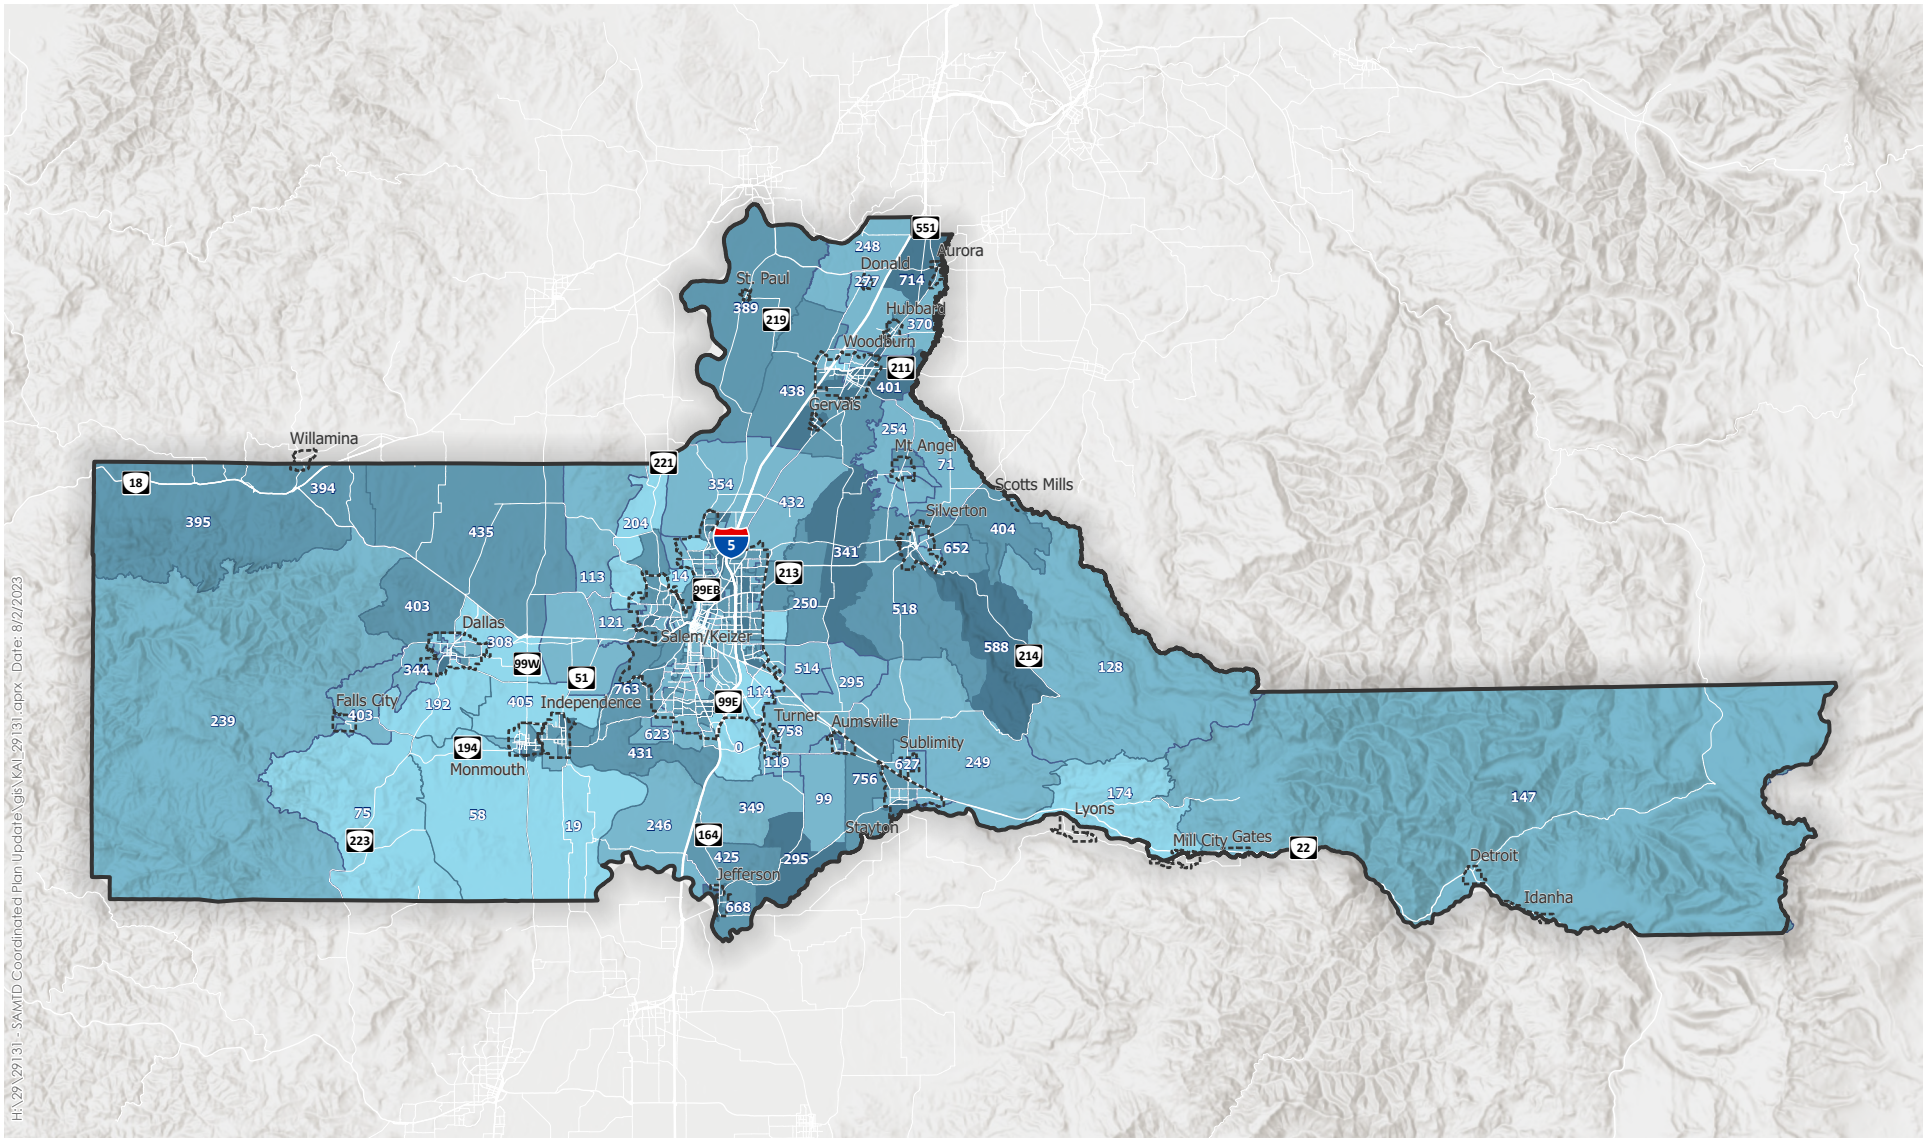 551
Aurora
248
Donald
277
714
St. Paul
389
219
Hubbard
370
Woodburn
211
401
438
Gervais
254
Mt Angel
71
Willamina
221
18
394
354
432
Scotts Mills
Silverton
395
435
204
404
5
341
652
113
14
213
99EB
403
250
518
121
Dallas
308
Salem/Keizer
588
214
128
344
99W
51
514
295
763
114
Falls City
403
192
405
Independence
99E
239
Turner
758
Aumsville
623
431
0
119
Sublimity
627
249
194
Monmouth
756
174
147
75
58
19
246
349
99
Lyons
Stayton
223
164
Mill City
Gates
22
425
295
Detroit
Jefferson
668
Idanha
H:\29\29131 - SAMTD Coordinated Plan Update\gis\KAI_29131.aprx Date: 8/2/2023